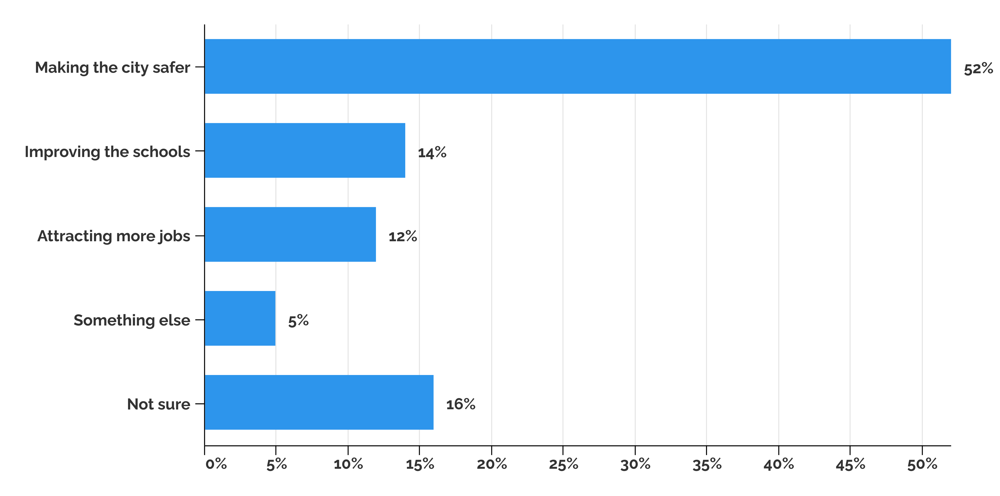 Making the city safer
52%
Improving the schools
14%
Attracting more jobs
12%
Something else
5%
Not sure
16%
0% 5% 10% 15% 20% 25% 30% 35% 40% 45% 50%